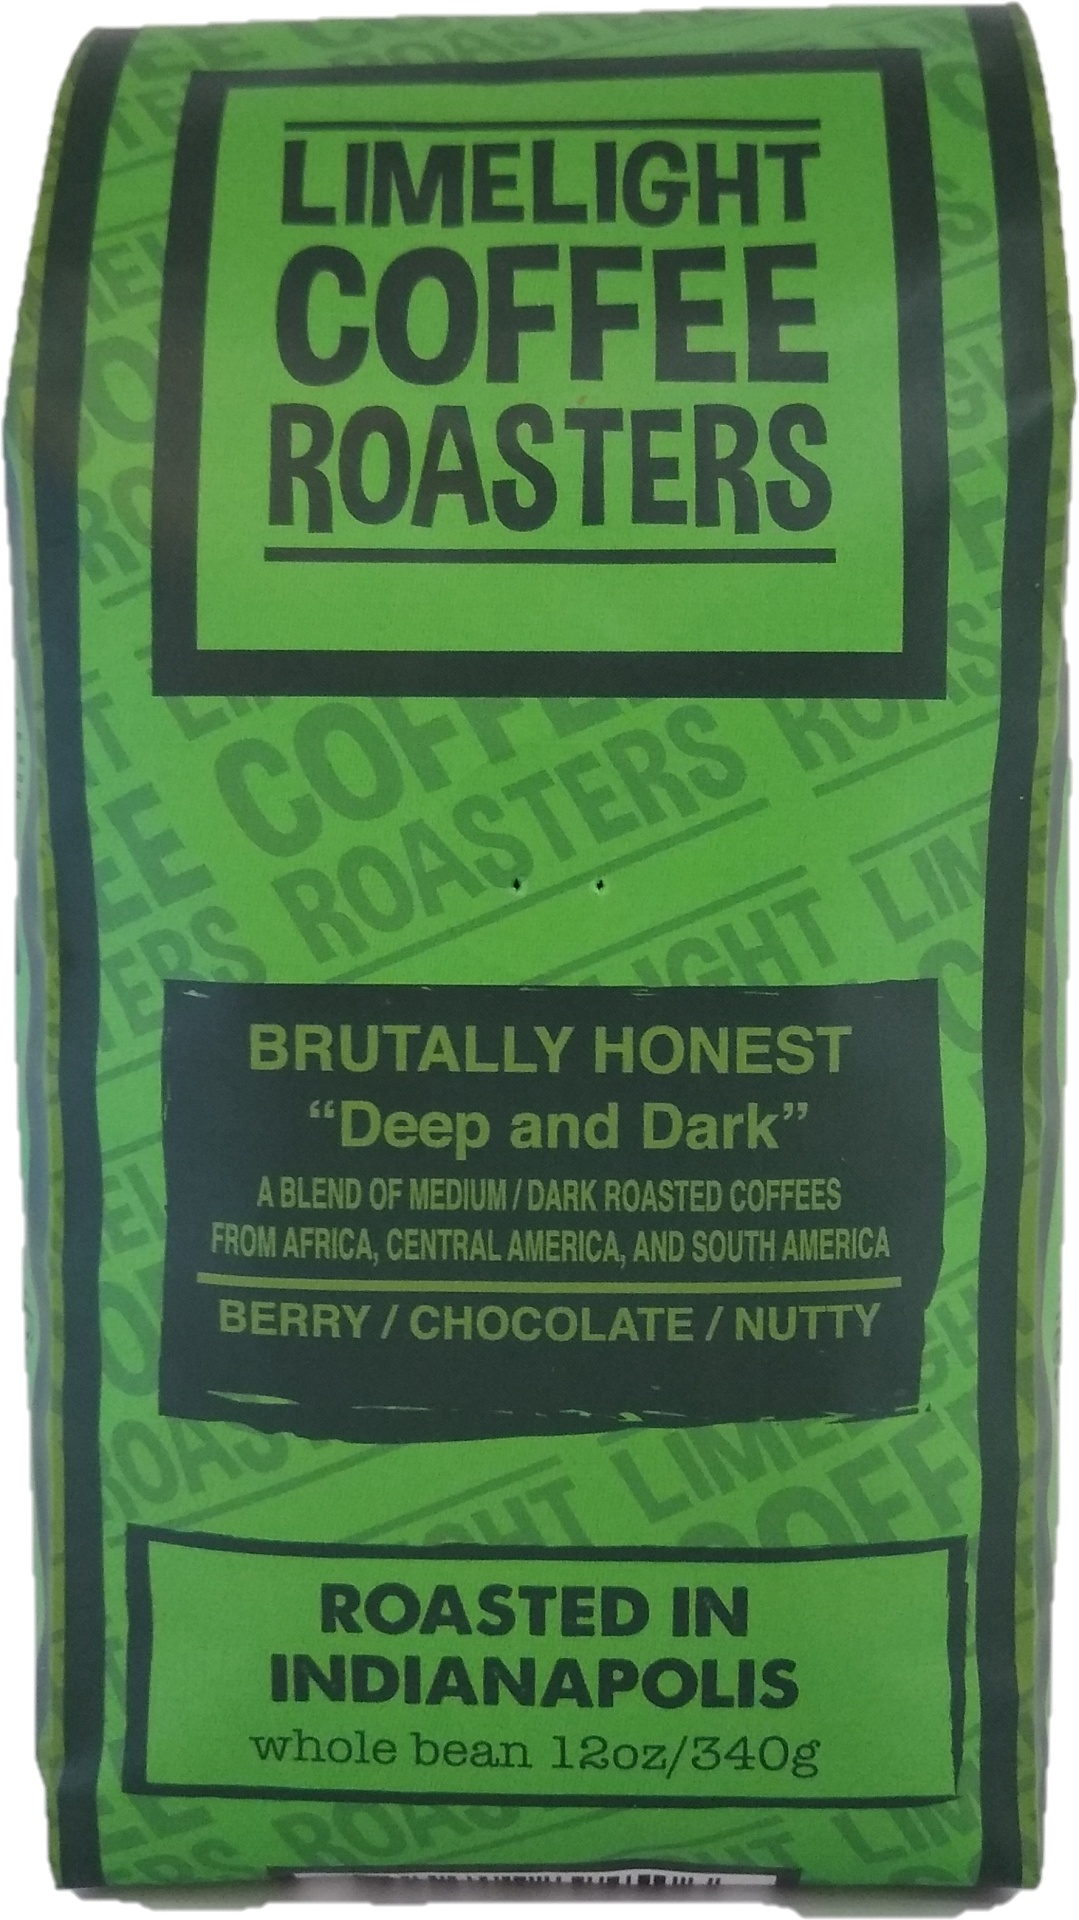 LIMELIGHT
COFFEE
ROASTERS
BRUTALLY HONEST
“Deep and Dark”
A BLEND OF MEDIUM / DARK ROASTED COFFEES
FROM AFRICA, CENTRAL AMERICA, AND SOUTH AMERICA
BERRY / CHOCOLATE / NUTTY
ROASTED IN
INDIANAPOLIS
whole bean 12oz/340g